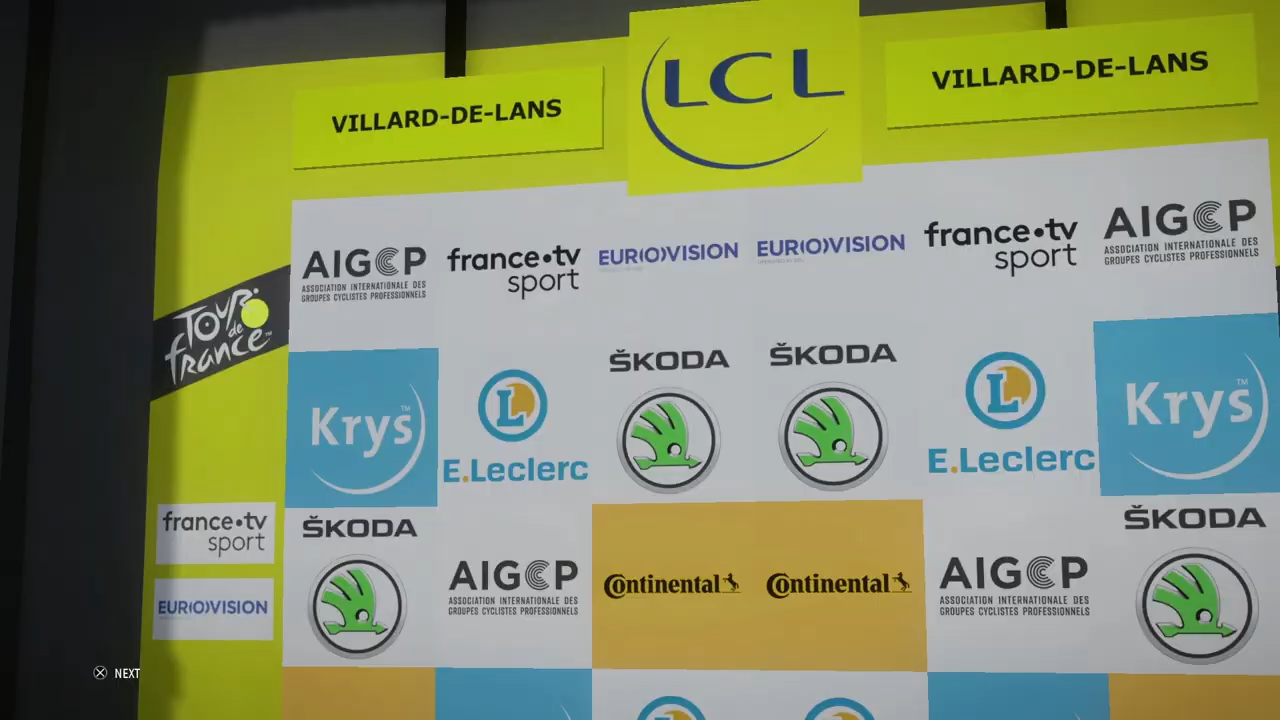 VILLARD-DE-LANS
LCL
VILLARD-DE-LANS
AIGCP
ASSOCIATION INTERNATIONALE DES
GROUPES CYCLISTES PROFESSIONNELS
france•tv
sport
EUROVISION
EUROVISION
france•tv
sport
AIGCP
ASSOCIATION INTERNATIONALE DES
GROUPES CYCLISTES PROFESSIONNELS
TOUR
de
france™
Krys™
L
E.Leclerc
ŠKODA
ŠKODA
L
E.Leclerc
Krys™
france•tv
sport
EUROVISION
ŠKODA
AIGCP
ASSOCIATION INTERNATIONALE DES
GROUPES CYCLISTES PROFESSIONNELS
Continental
Continental
AIGCP
ASSOCIATION INTERNATIONALE DES
GROUPES CYCLISTES PROFESSIONNELS
ŠKODA
NEXT